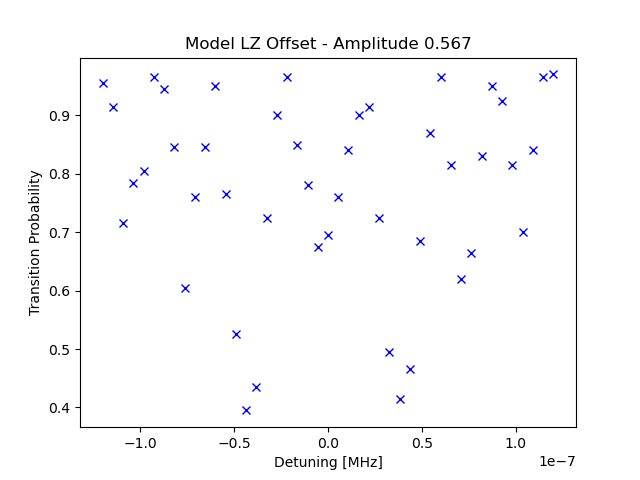 Model LZ Offset - Amplitude 0.567
Transition Probability
0.9
0.8
0.7
0.6
0.5
0.4
−1.0 −0.5 0.0 0.5 1.0
1e−7
Detuning [MHz]